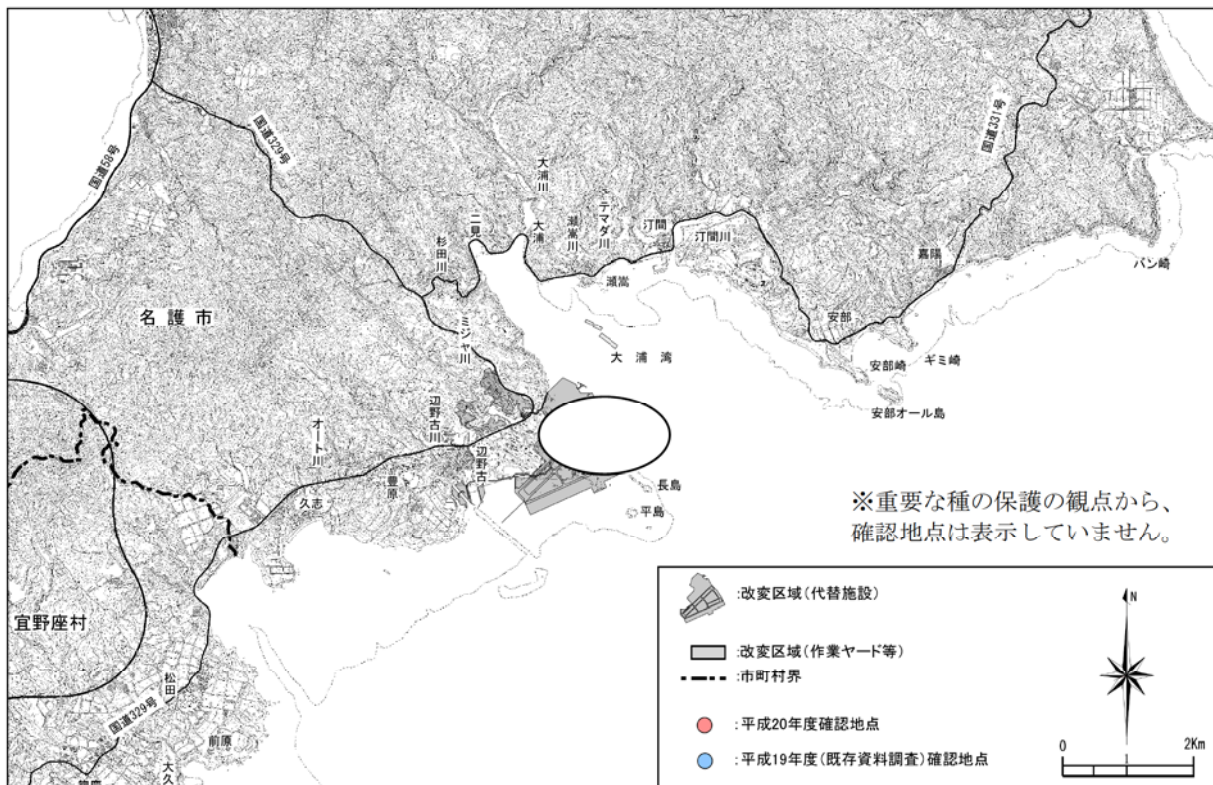 国道58号
国道329号
国道331号
大浦川
テマダ川
瀬嵩川
汀間
汀間川
二見
大浦
杉田川
瀬嵩
嘉陽
バン崎
名護市
ミジャ川
大浦湾
安部
安部崎
ギミ崎
安部オール島
辺野古川
オート川
辺野古
豊原
久志
長島
平島
※重要な種の保護の観点から、
確認地点は表示していません。
宜野座村
松田
国道329号
前原
大久
:改変区域(代替施設)
:改変区域(作業ヤード等)
:市町村界
:平成20年度確認地点
:平成19年度(既存資料調査)確認地点
N
0 1 2Km